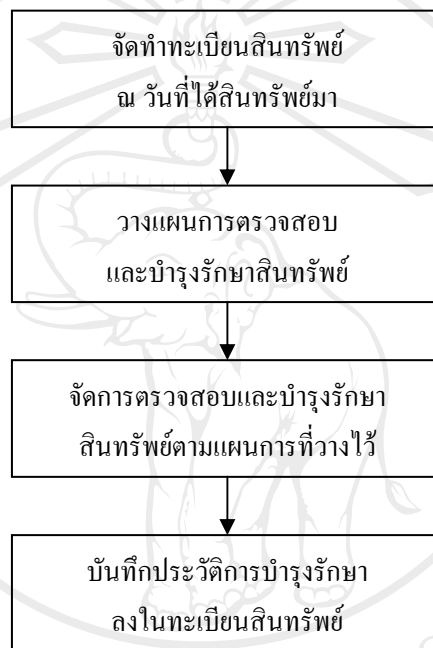 จัดทำทะเบียนสินทรัพย์
ณ วันที่ได้สินทรัพย์มา
วางแผนการตรวจสอบ
และบำรุงรักษาสินทรัพย์
จัดการตรวจสอบและบำรุงรักษา
สินทรัพย์ตามแผนการที่วางไว้
บันทึกประวัติการบำรุงรักษา
ลงในทะเบียนสินทรัพย์